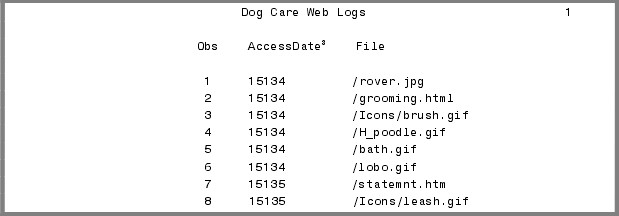 Dog Care Web Logs 1
Obs AccessDate³ File
1 15134 /rover.jpg
2 15134 /grooming.html
3 15134 /Icons/brush.gif
4 15134 /H_poodle.gif
5 15134 /bath.gif
6 15134 /lobo.gif
7 15135 /statemnt.htm
8 15135 /Icons/leash.gif